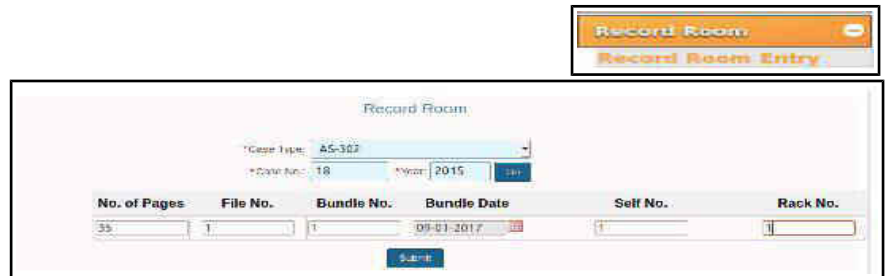 Record Room
Record Room Entry
Record Room
*Case Type: AS-302
*Case No.: 18 *Year: 2015 Go
No. of Pages File No. Bundle No. Bundle Date Self No. Rack No.
35 1 1 09-01-2017 1 1
Submit